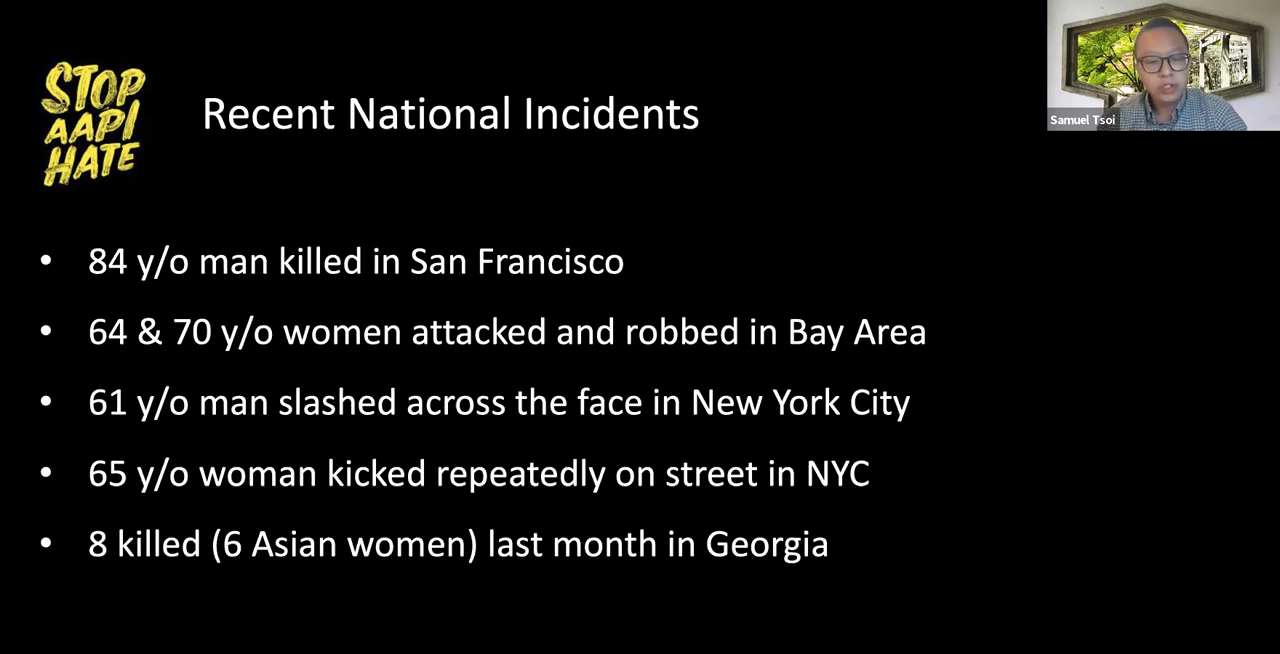 STOP
AAPI
HATE
Recent National Incidents
Samuel Tsoi
• 84 y/o man killed in San Francisco
• 64 & 70 y/o women attacked and robbed in Bay Area
• 61 y/o man slashed across the face in New York City
• 65 y/o woman kicked repeatedly on street in NYC
• 8 killed (6 Asian women) last month in Georgia